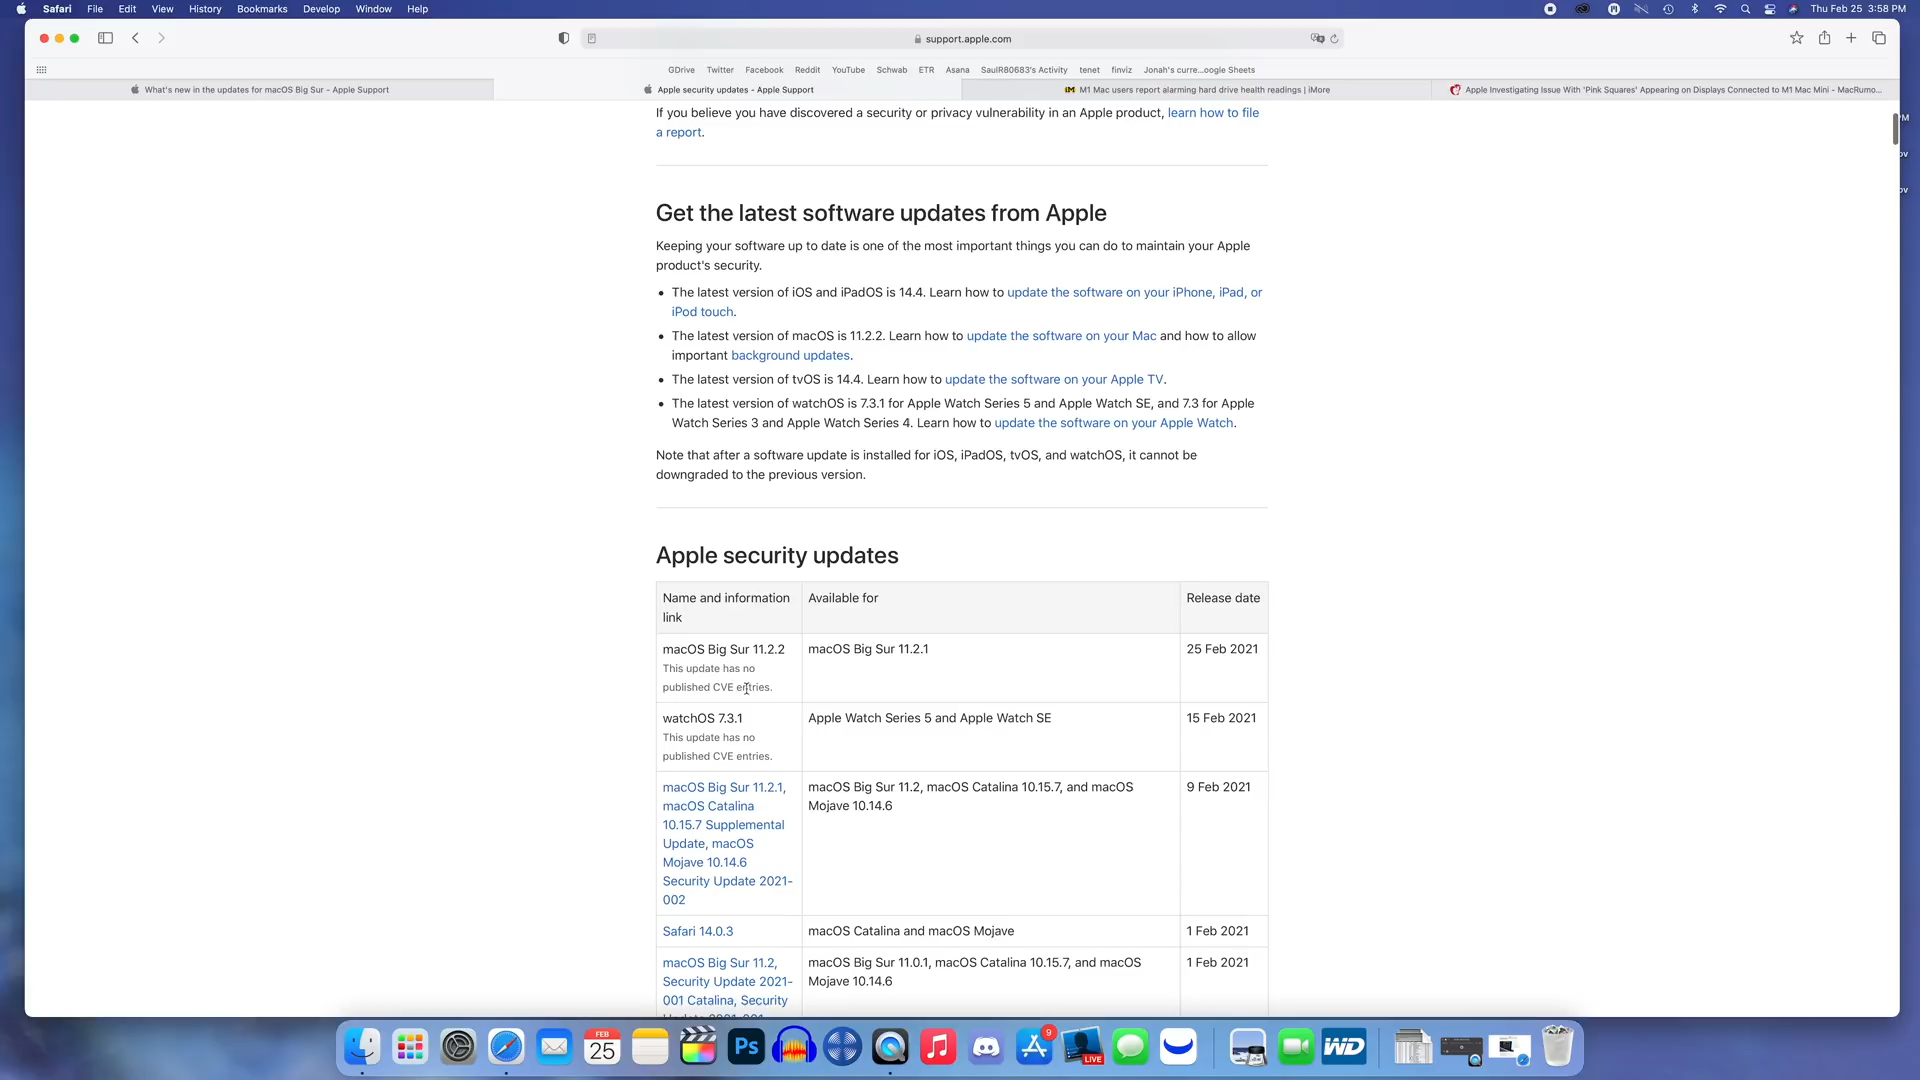 Safari File Edit View History Bookmarks Develop Window Help
Thu Feb 25 3:58 PM
support.apple.com
GDrive Twitter Facebook Reddit YouTube Schwab ETR Asana SaulR80683's Activity tenet finviz Jonah's curre...oogle Sheets
What's new in the updates for macOS Big Sur - Apple Support
Apple security updates - Apple Support
iM M1 Mac users report alarming hard drive health readings | iMore
Apple Investigating Issue With 'Pink Squares' Appearing on Displays Connected to M1 Mac Mini - MacRumo...
If you believe you have discovered a security or privacy vulnerability in an Apple product, learn how to file
a report.
Get the latest software updates from Apple
Keeping your software up to date is one of the most important things you can do to maintain your Apple
product's security.
• The latest version of iOS and iPadOS is 14.4. Learn how to update the software on your iPhone, iPad, or
iPod touch.
• The latest version of macOS is 11.2.2. Learn how to update the software on your Mac and how to allow
important background updates.
• The latest version of tvOS is 14.4. Learn how to update the software on your Apple TV.
• The latest version of watchOS is 7.3.1 for Apple Watch Series 5 and Apple Watch SE, and 7.3 for Apple
Watch Series 3 and Apple Watch Series 4. Learn how to update the software on your Apple Watch.
Note that after a software update is installed for iOS, iPadOS, tvOS, and watchOS, it cannot be
downgraded to the previous version.
Apple security updates
Name and information
link
Available for
Release date
macOS Big Sur 11.2.2
This update has no
published CVE entries.
macOS Big Sur 11.2.1
25 Feb 2021
watchOS 7.3.1
This update has no
published CVE entries.
Apple Watch Series 5 and Apple Watch SE
15 Feb 2021
macOS Big Sur 11.2.1,
macOS Catalina
10.15.7 Supplemental
Update, macOS
Mojave 10.14.6
Security Update 2021-
002
macOS Big Sur 11.2, macOS Catalina 10.15.7, and macOS
Mojave 10.14.6
9 Feb 2021
Safari 14.0.3
macOS Catalina and macOS Mojave
1 Feb 2021
macOS Big Sur 11.2,
Security Update 2021-
001 Catalina, Security
macOS Big Sur 11.0.1, macOS Catalina 10.15.7, and macOS
Mojave 10.14.6
1 Feb 2021
FEB
25
Ps
9
LIVE
WD